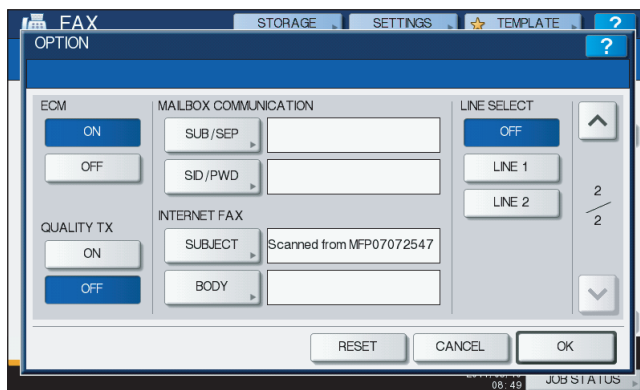 FAX
STORAGE
SETTINGS
TEMPLATE
?
OPTION
?
ECM
ON
OFF
QUALITY TX
ON
OFF
MAILBOX COMMUNICATION
SUB/SEP
SID/PWD
INTERNET FAX
SUBJECT
Scanned from MFP07072547
BODY
LINE SELECT
OFF
LINE 1
LINE 2
2
2
RESET
CANCEL
OK
08:49
JOB STATUS